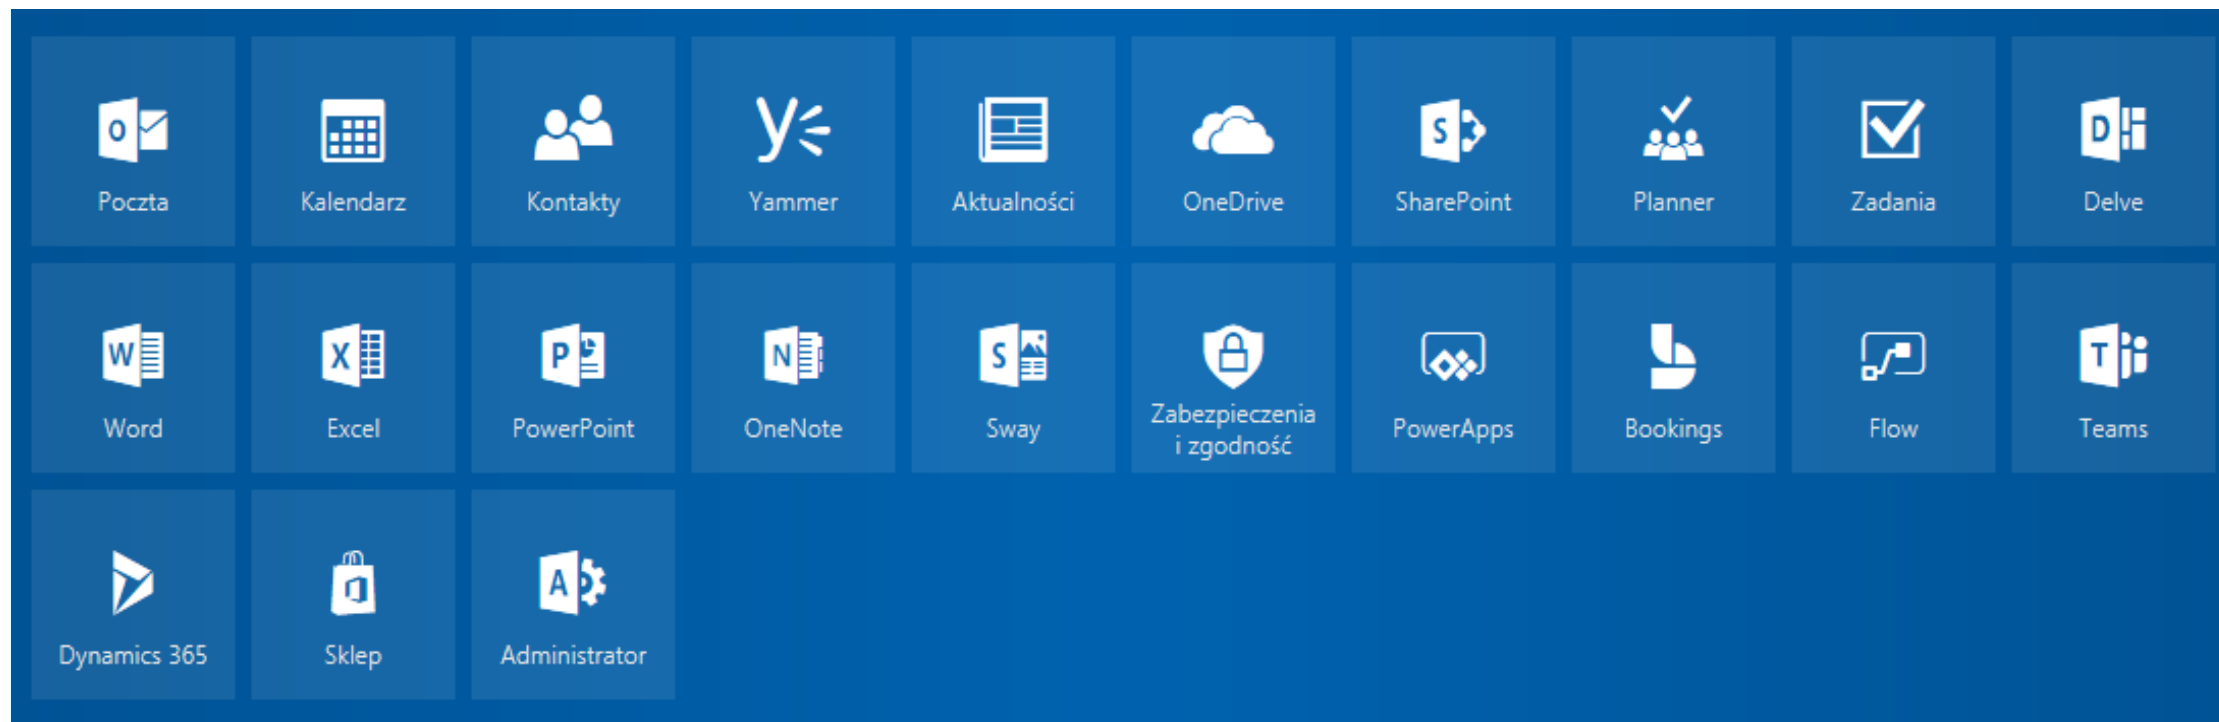 Poczta
Kalendarz
Kontakty
Yammer
Aktualności
OneDrive
SharePoint
Planner
Zadania
Delve
Word
Excel
PowerPoint
OneNote
Sway
Zabezpieczenia
i zgodność
PowerApps
Bookings
Flow
Teams
Dynamics 365
Sklep
Administrator